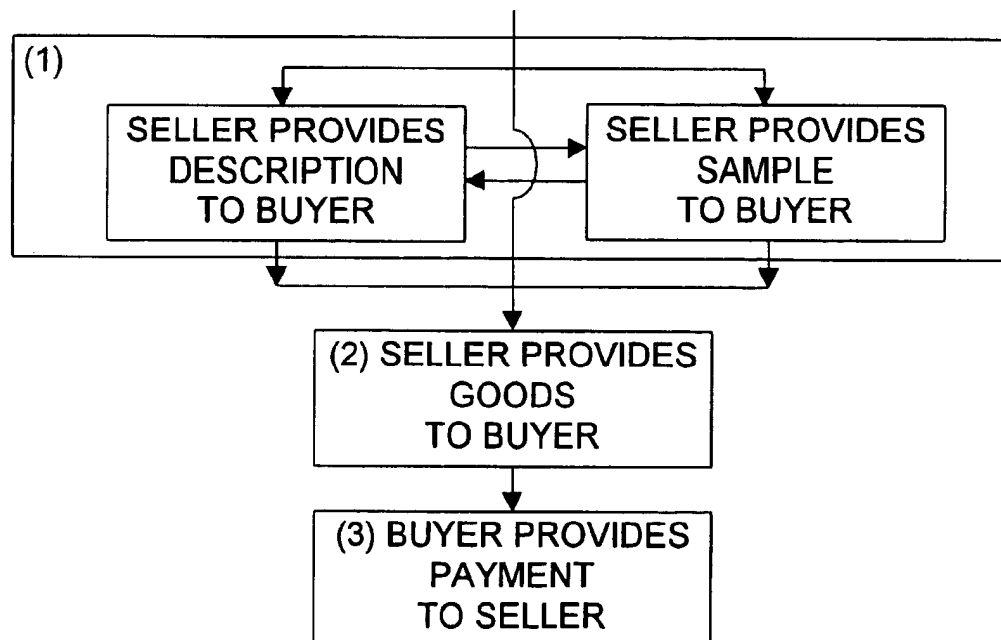 (1)
SELLER PROVIDES
DESCRIPTION
TO BUYER
SELLER PROVIDES
SAMPLE
TO BUYER
(2) SELLER PROVIDES
GOODS
TO BUYER
(3) BUYER PROVIDES
PAYMENT
TO SELLER